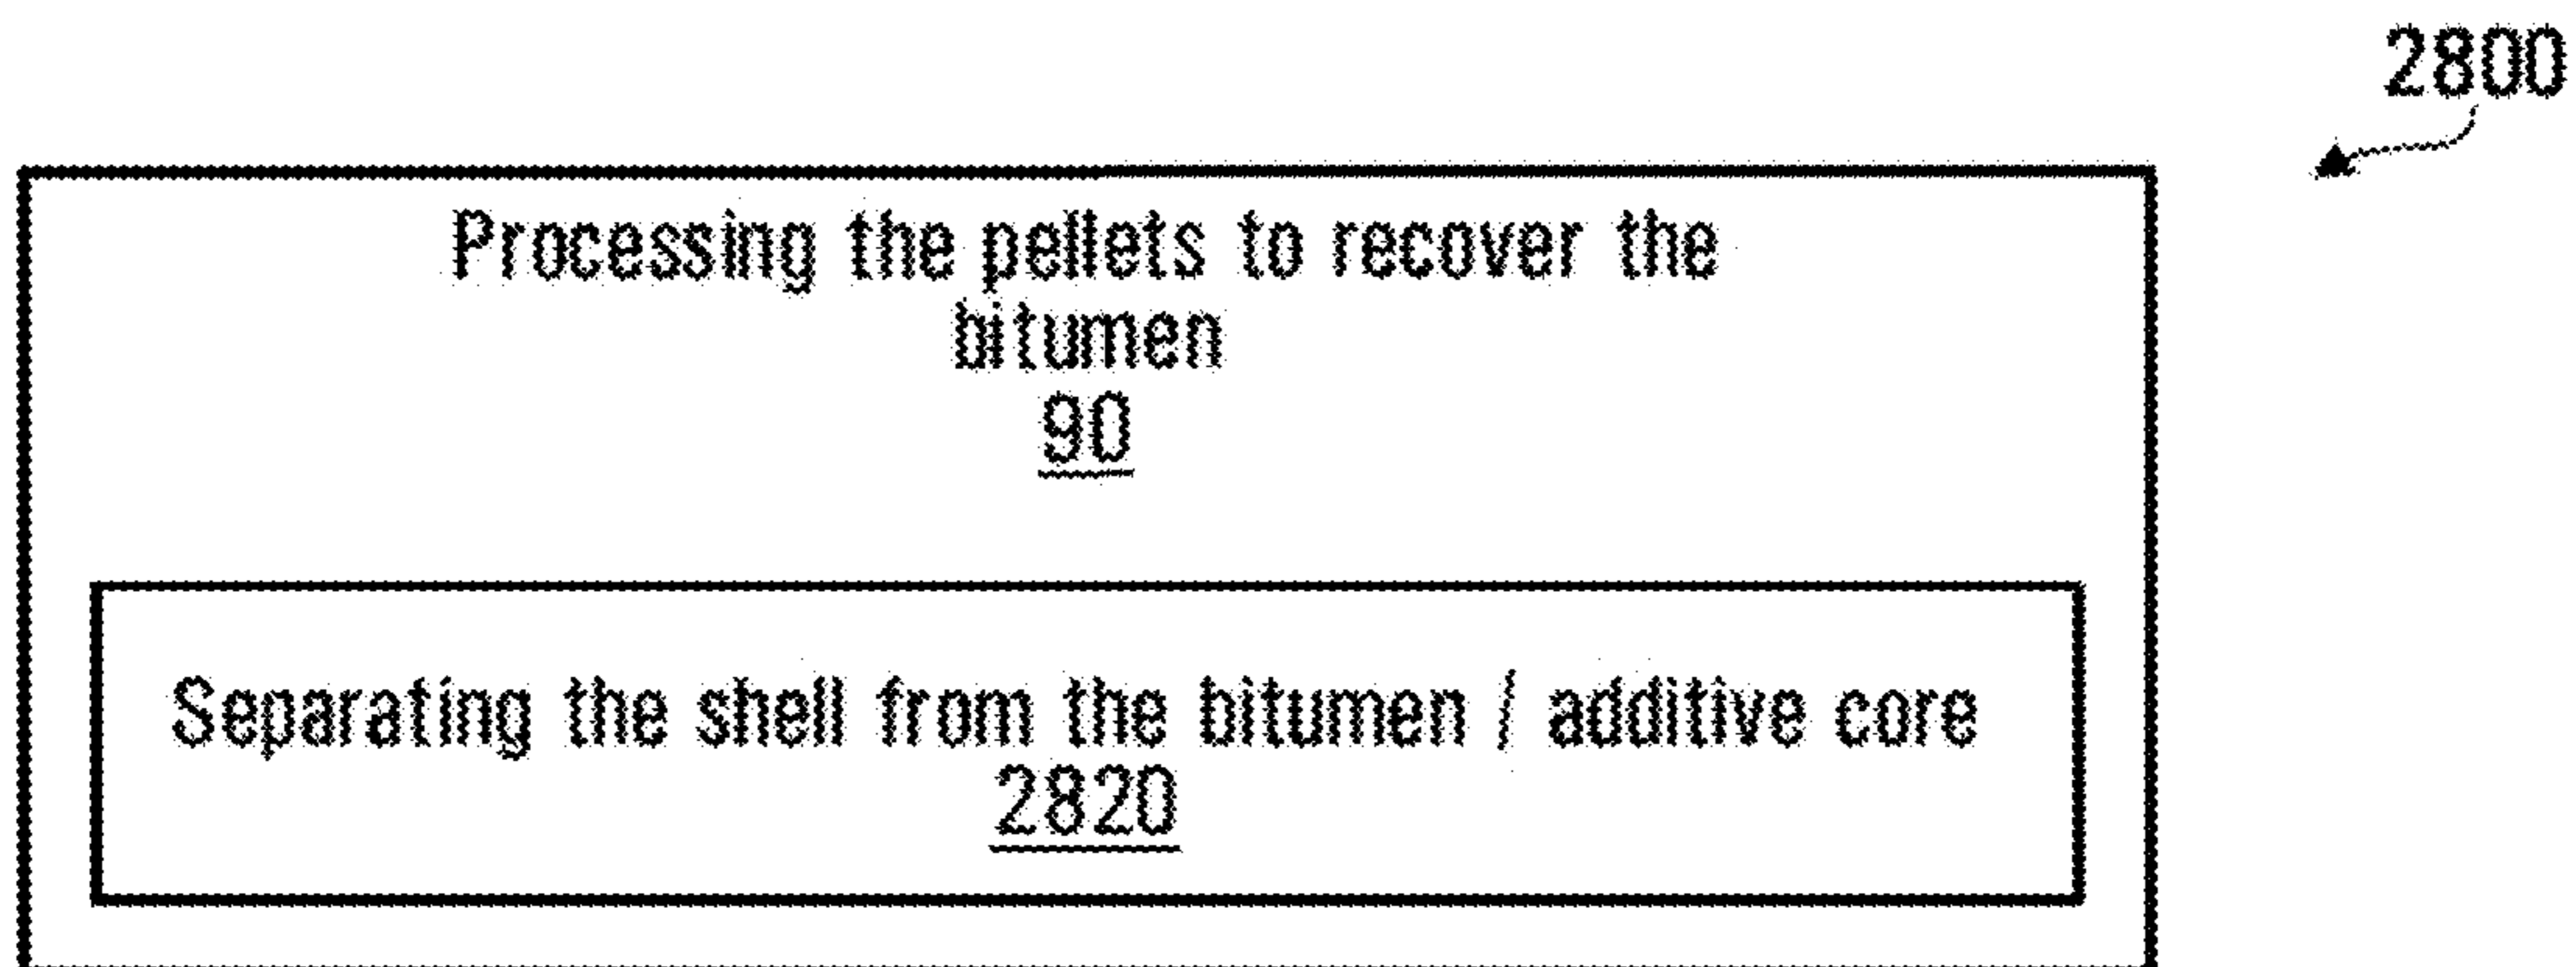 2800
Processing the pellets to recover the
bitumen
90
Separating the shell from the bitumen / additive core
2820